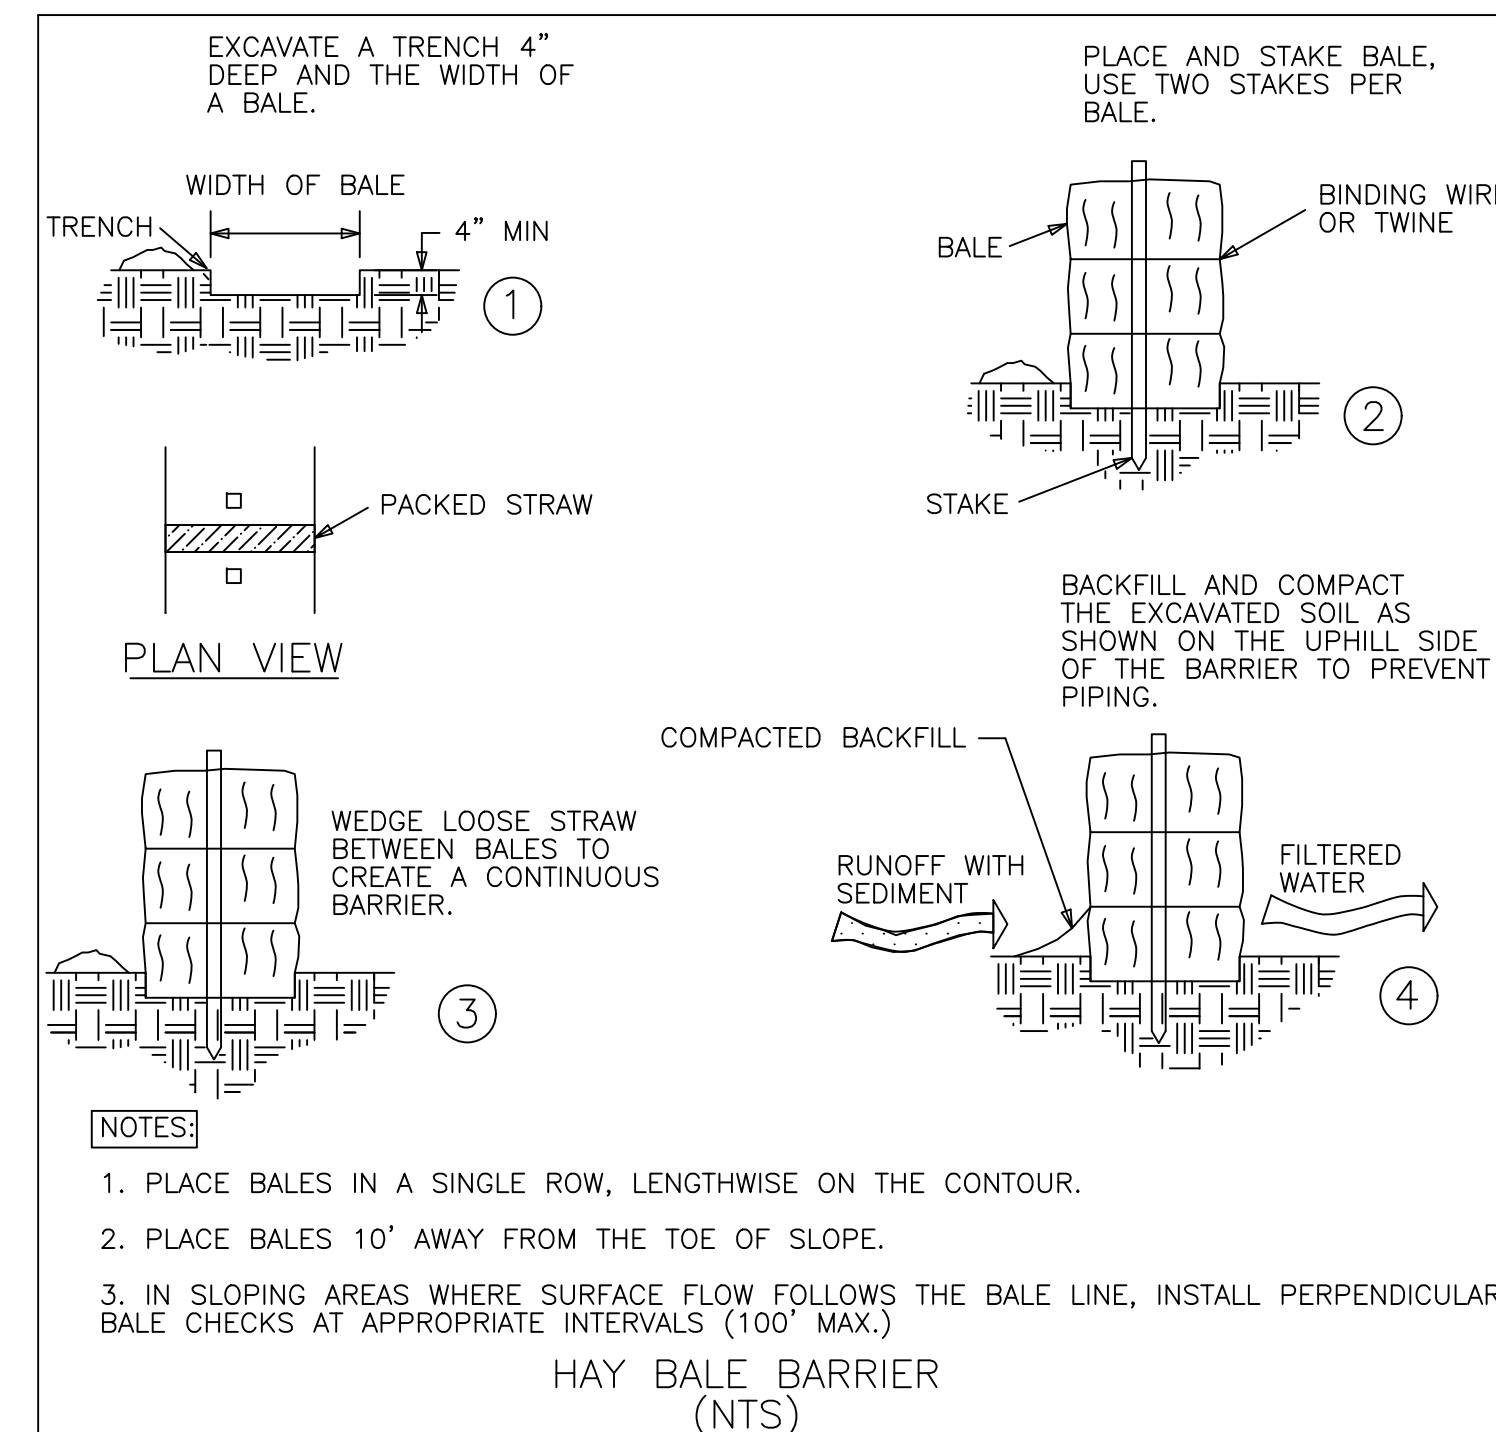 EXCAVATE A TRENCH 4"
DEEP AND THE WIDTH OF
A BALE.
WIDTH OF BALE
TRENCH
4" MIN
1
PLACE AND STAKE BALE,
USE TWO STAKES PER
BALE.
BINDING WIR
OR TWINE
BALE
2
STAKE
PACKED STRAW
PLAN VIEW
WEDGE LOOSE STRAW
BETWEEN BALES TO
CREATE A CONTINUOUS
BARRIER.
3
BACKFILL AND COMPACT
THE EXCAVATED SOIL AS
SHOWN ON THE UPHILL SIDE
OF THE BARRIER TO PREVENT
PIPING.
COMPACTED BACKFILL
RUNOFF WITH
SEDIMENT
FILTERED
WATER
4
NOTES:
1. PLACE BALES IN A SINGLE ROW, LENGTHWISE ON THE CONTOUR.
2. PLACE BALES 10' AWAY FROM THE TOE OF SLOPE.
3. IN SLOPING AREAS WHERE SURFACE FLOW FOLLOWS THE BALE LINE, INSTALL PERPENDICULAR
BALE CHECKS AT APPROPRIATE INTERVALS (100' MAX.)
HAY BALE BARRIER
(NTS)